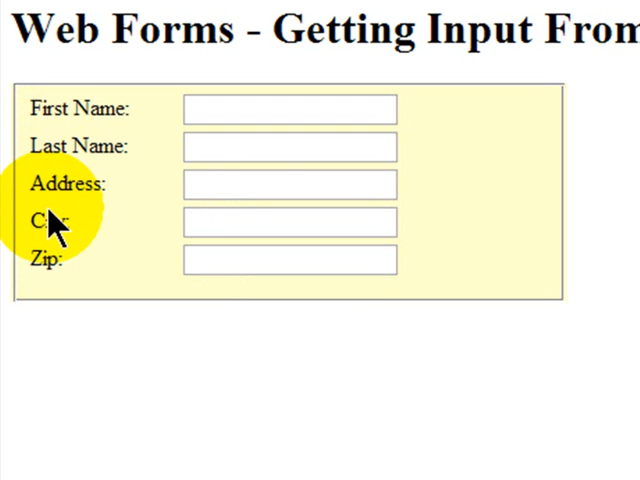 Web Forms - Getting Input From
First Name:
Last Name:
Address:
Zip: